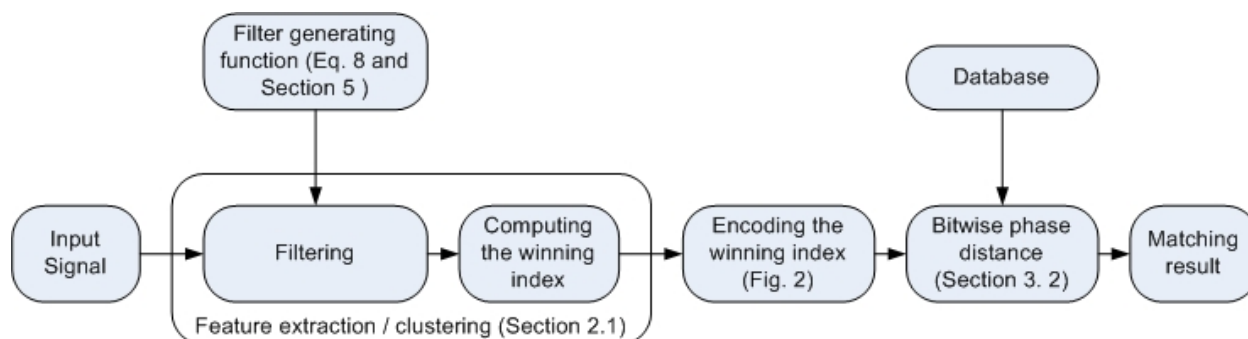 Filter generating
function (Eq. 8 and
Section 5 )
Database
Input
Signal
Filtering
Computing
the winning
index
Encoding the
winning index
(Fig. 2)
Bitwise phase
distance
(Section 3. 2)
Matching
result
Feature extraction / clustering (Section 2.1)